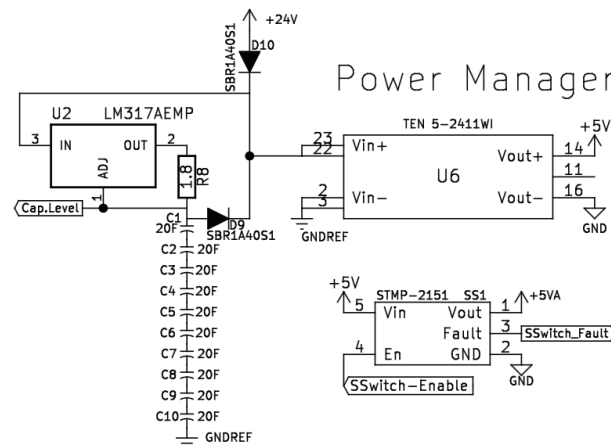 +24V
SBR1A40S1
D10
Power Manager
U2 LM317AEMP
3 IN OUT 2
ADJ
1
1.8
R8
Cap.Level
C1
20F
D9
SBR1A40S1
C2 20F
C3 20F
C4 20F
C5 20F
C6 20F
C7 20F
C8 20F
C9 20F
C10 20F
GNDREF
TEN 5-2411WI
23
22
Vin+
2
3
Vin-
U6
Vout+
14
+5V
11
Vout-
16
GND
GNDREF
+5V
STMP-2151 SS1
5 Vin Vout 1 +5VA
Fault 3 SSwitch_Fault
4 En GND 2
GND
SSwitch-Enable